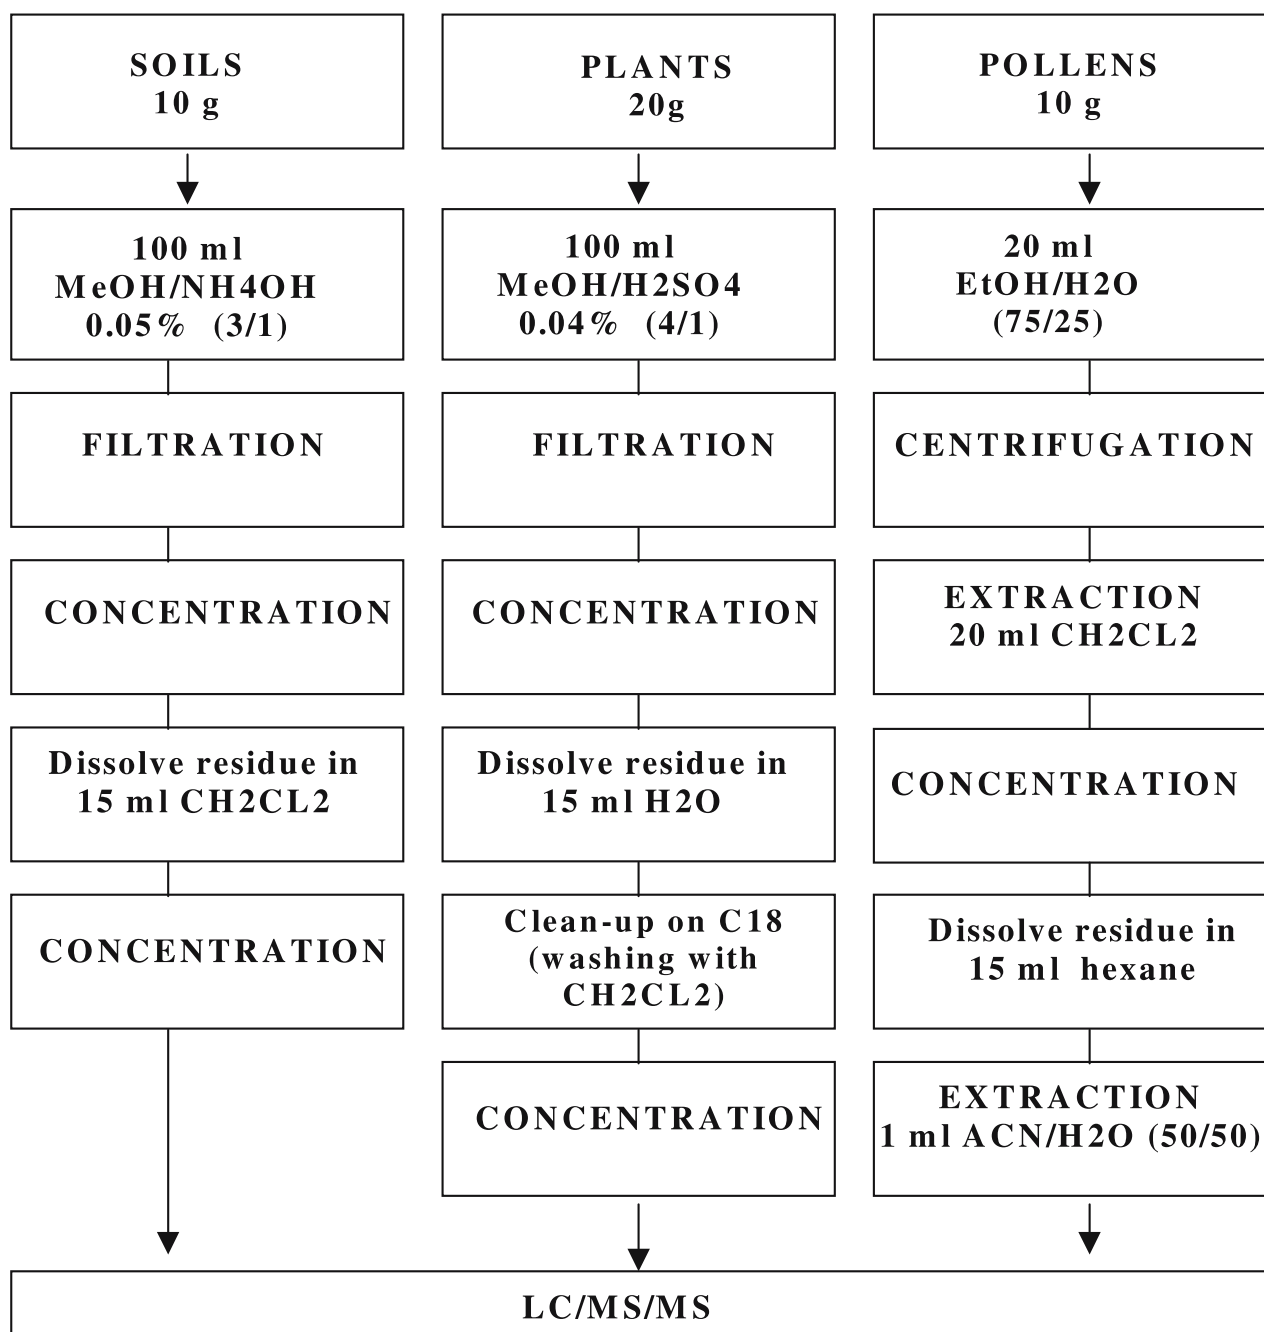 SOILS
10 g
PLANTS
20g
POLLENS
10 g
100 ml
MeOH/NH4OH
0.05% (3/1)
100 ml
MeOH/H2SO4
0.04% (4/1)
20 ml
EtOH/H2O
(75/25)
FILTRATION
FILTRATION
CENTRIFUGATION
CONCENTRATION
CONCENTRATION
EXTRACTION
20 ml CH2CL2
Dissolve residue in
15 ml CH2CL2
Dissolve residue in
15 ml H2O
CONCENTRATION
CONCENTRATION
Clean-up on C18
(washing with
CH2CL2)
Dissolve residue in
15 ml hexane
CONCENTRATION
EXTRACTION
1 ml ACN/H2O (50/50)
LC/MS/MS